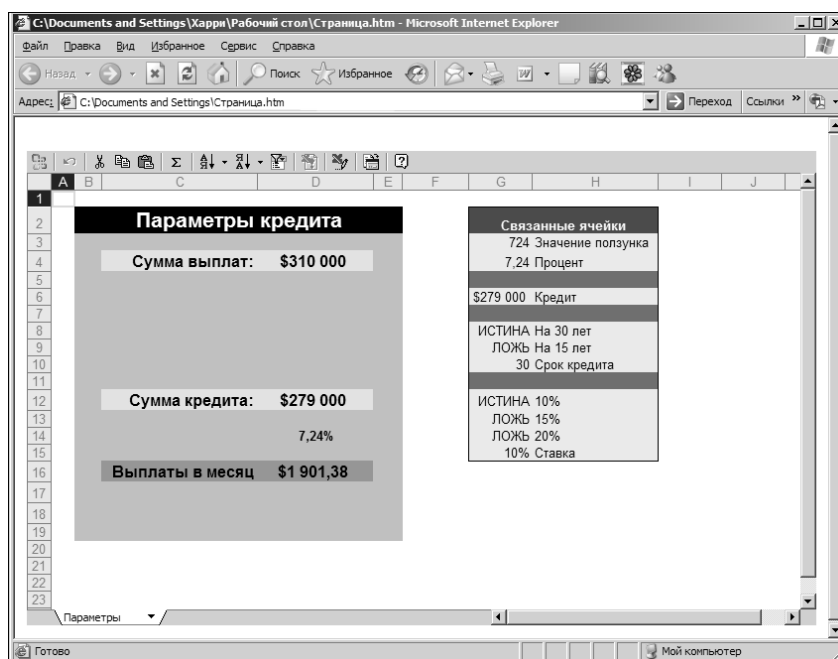 C:\Documents and Settings\Харри\Рабочий стол\Страница.htm - Microsoft Internet Explorer
Файл Правка Вид Избранное Сервис Справка
Назад Поиск Избранное
Адрес: C:\Documents and Settings\Страница.htm Переход Ссылки »
A B C D E F G H I J
1
2 Параметры кредита Связанные ячейки
3 724 Значение ползунка
4 Сумма выплат: $310 000 7,24 Процент
5
6 $279 000 Кредит
7
8 ИСТИНА На 30 лет
9 ЛОЖЬ На 15 лет
10 30 Срок кредита
11
12 Сумма кредита: $279 000 ИСТИНА 10%
13 ЛОЖЬ 15%
14 7,24% ЛОЖЬ 20%
15 10% Ставка
16 Выплаты в месяц $1 901,38
17
18
19
20
21
22
23
Параметры
Готово Мой компьютер